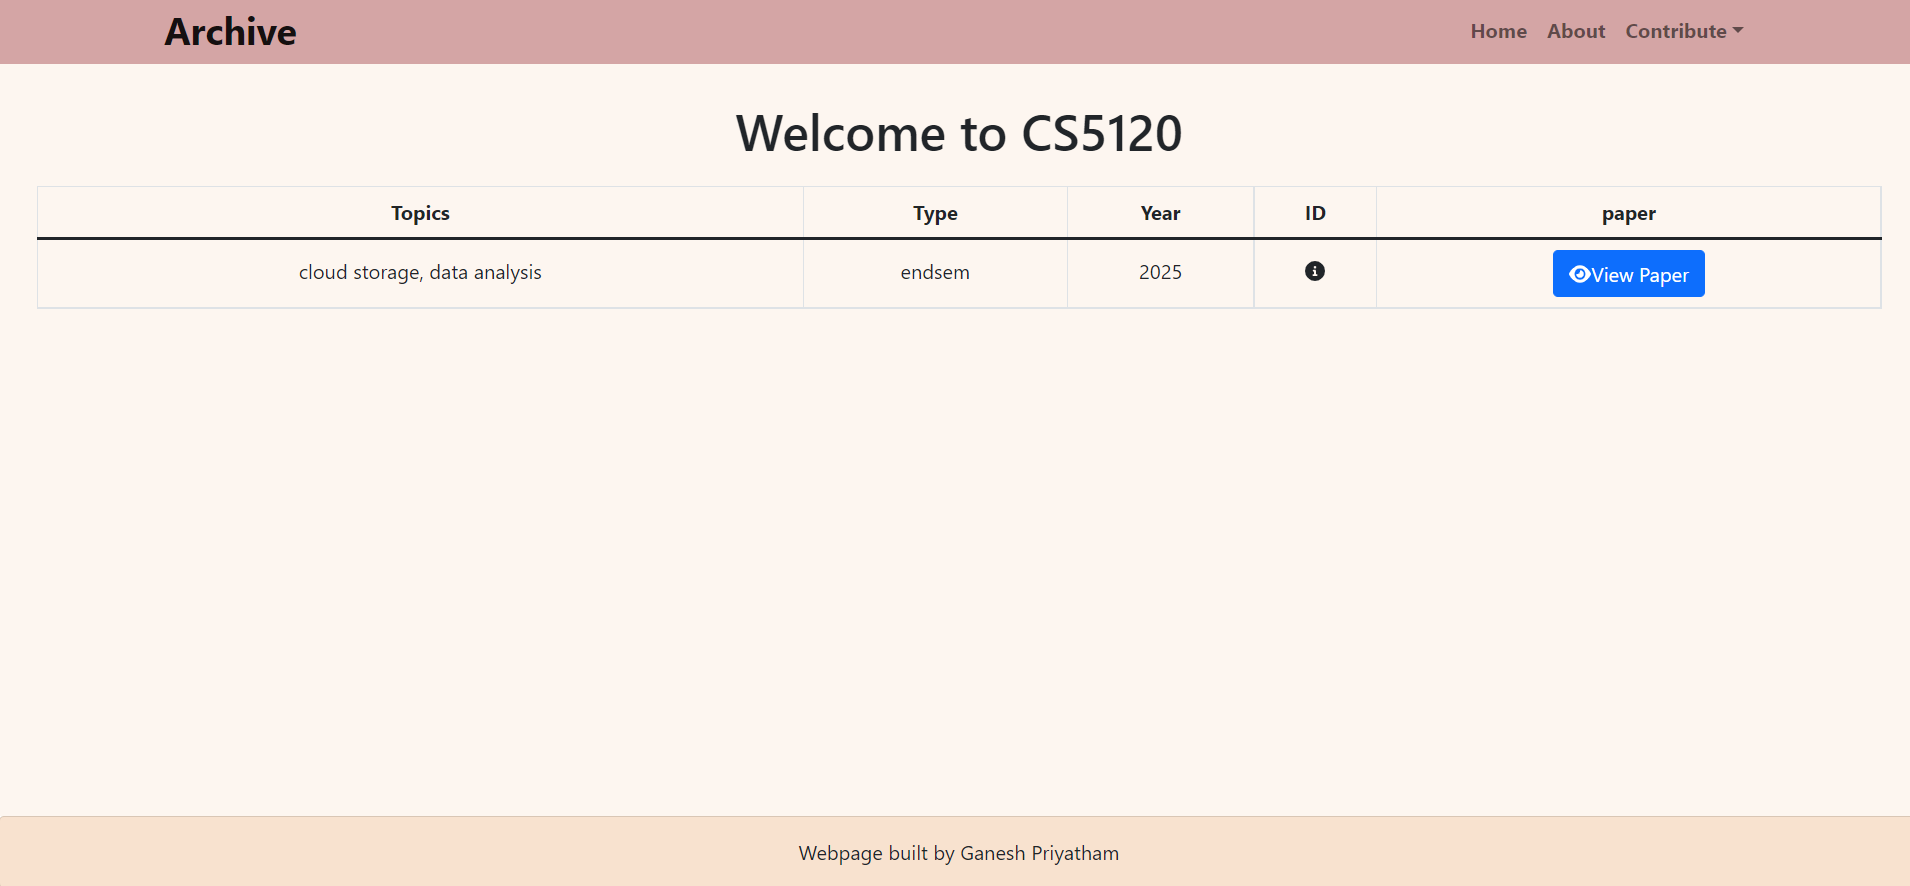 Archive Home About Contribute
Welcome to CS5120
Topics Type Year ID paper
cloud storage, data analysis endsem 2025 View Paper
Webpage built by Ganesh Priyatham